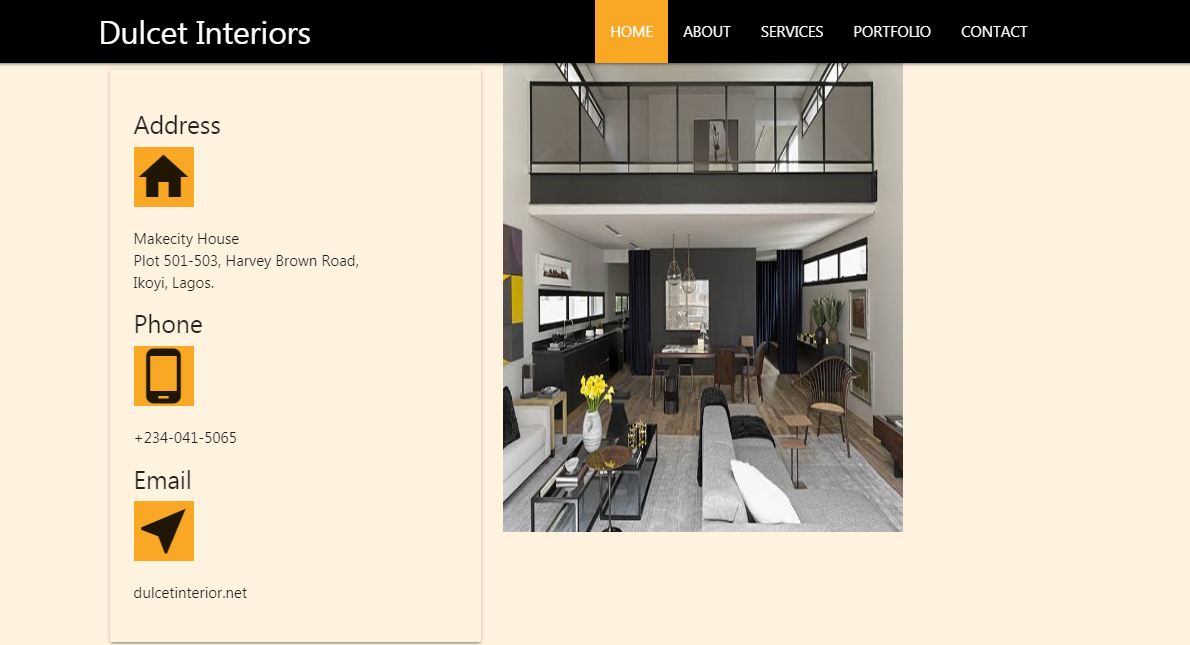 Dulcet Interiors
HOME ABOUT SERVICES PORTFOLIO CONTACT
Address
Makecity House
Plot 501-503, Harvey Brown Road,
Ikoyi, Lagos.
Phone
+234-041-5065
Email
dulcetinterior.net